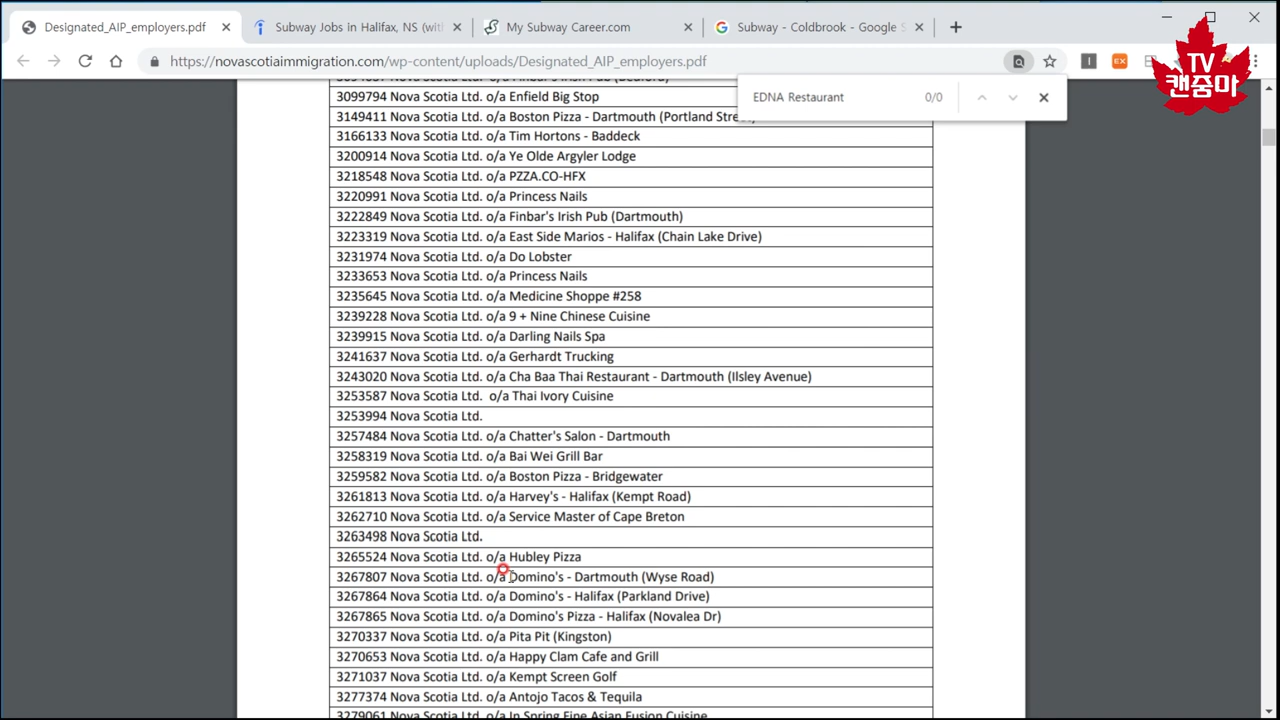 Designated_AIP_employers.pdf
Subway Jobs in Halifax, NS (wit
My Subway Career.com
Subway - Coldbrook - Google S
https://novascotiaimmigration.com/wp-content/uploads/Designated_AIP_employers.pdf
EX
TV
캔줌마
EDNA Restaurant 0/0
3099794 Nova Scotia Ltd. o/a Enfield Big Stop
3149411 Nova Scotia Ltd. o/a Boston Pizza - Dartmouth (Portland Stre
3166133 Nova Scotia Ltd. o/a Tim Hortons - Baddeck
3200914 Nova Scotia Ltd. o/a Ye Olde Argyler Lodge
3218548 Nova Scotia Ltd. o/a PZZA.CO-HFX
3220991 Nova Scotia Ltd. o/a Princess Nails
3222849 Nova Scotia Ltd. o/a Finbar's Irish Pub (Dartmouth)
3223319 Nova Scotia Ltd. o/a East Side Marios - Halifax (Chain Lake Drive)
3231974 Nova Scotia Ltd. o/a Do Lobster
3233653 Nova Scotia Ltd. o/a Princess Nails
3235645 Nova Scotia Ltd. o/a Medicine Shoppe #258
3239228 Nova Scotia Ltd. o/a 9 + Nine Chinese Cuisine
3239915 Nova Scotia Ltd. o/a Darling Nails Spa
3241637 Nova Scotia Ltd. o/a Gerhardt Trucking
3243020 Nova Scotia Ltd. o/a Cha Baa Thai Restaurant - Dartmouth (Ilsley Avenue)
3253587 Nova Scotia Ltd. o/a Thai Ivory Cuisine
3253994 Nova Scotia Ltd.
3257484 Nova Scotia Ltd. o/a Chatter's Salon - Dartmouth
3258319 Nova Scotia Ltd. o/a Bai Wei Grill Bar
3259582 Nova Scotia Ltd. o/a Boston Pizza - Bridgewater
3261813 Nova Scotia Ltd. o/a Harvey's - Halifax (Kempt Road)
3262710 Nova Scotia Ltd. o/a Service Master of Cape Breton
3263498 Nova Scotia Ltd.
3265524 Nova Scotia Ltd. o/a Hubley Pizza
3267807 Nova Scotia Ltd. o/a Domino's - Dartmouth (Wyse Road)
3267864 Nova Scotia Ltd. o/a Domino's - Halifax (Parkland Drive)
3267865 Nova Scotia Ltd. o/a Domino's Pizza - Halifax (Novalea Dr)
3270337 Nova Scotia Ltd. o/a Pita Pit (Kingston)
3270653 Nova Scotia Ltd. o/a Happy Clam Cafe and Grill
3271037 Nova Scotia Ltd. o/a Kempt Screen Golf
3277374 Nova Scotia Ltd. o/a Antojo Tacos & Tequila
3279061 Nova Scotia Ltd. o/a In Spring Fine Asian Fusion Cuisine